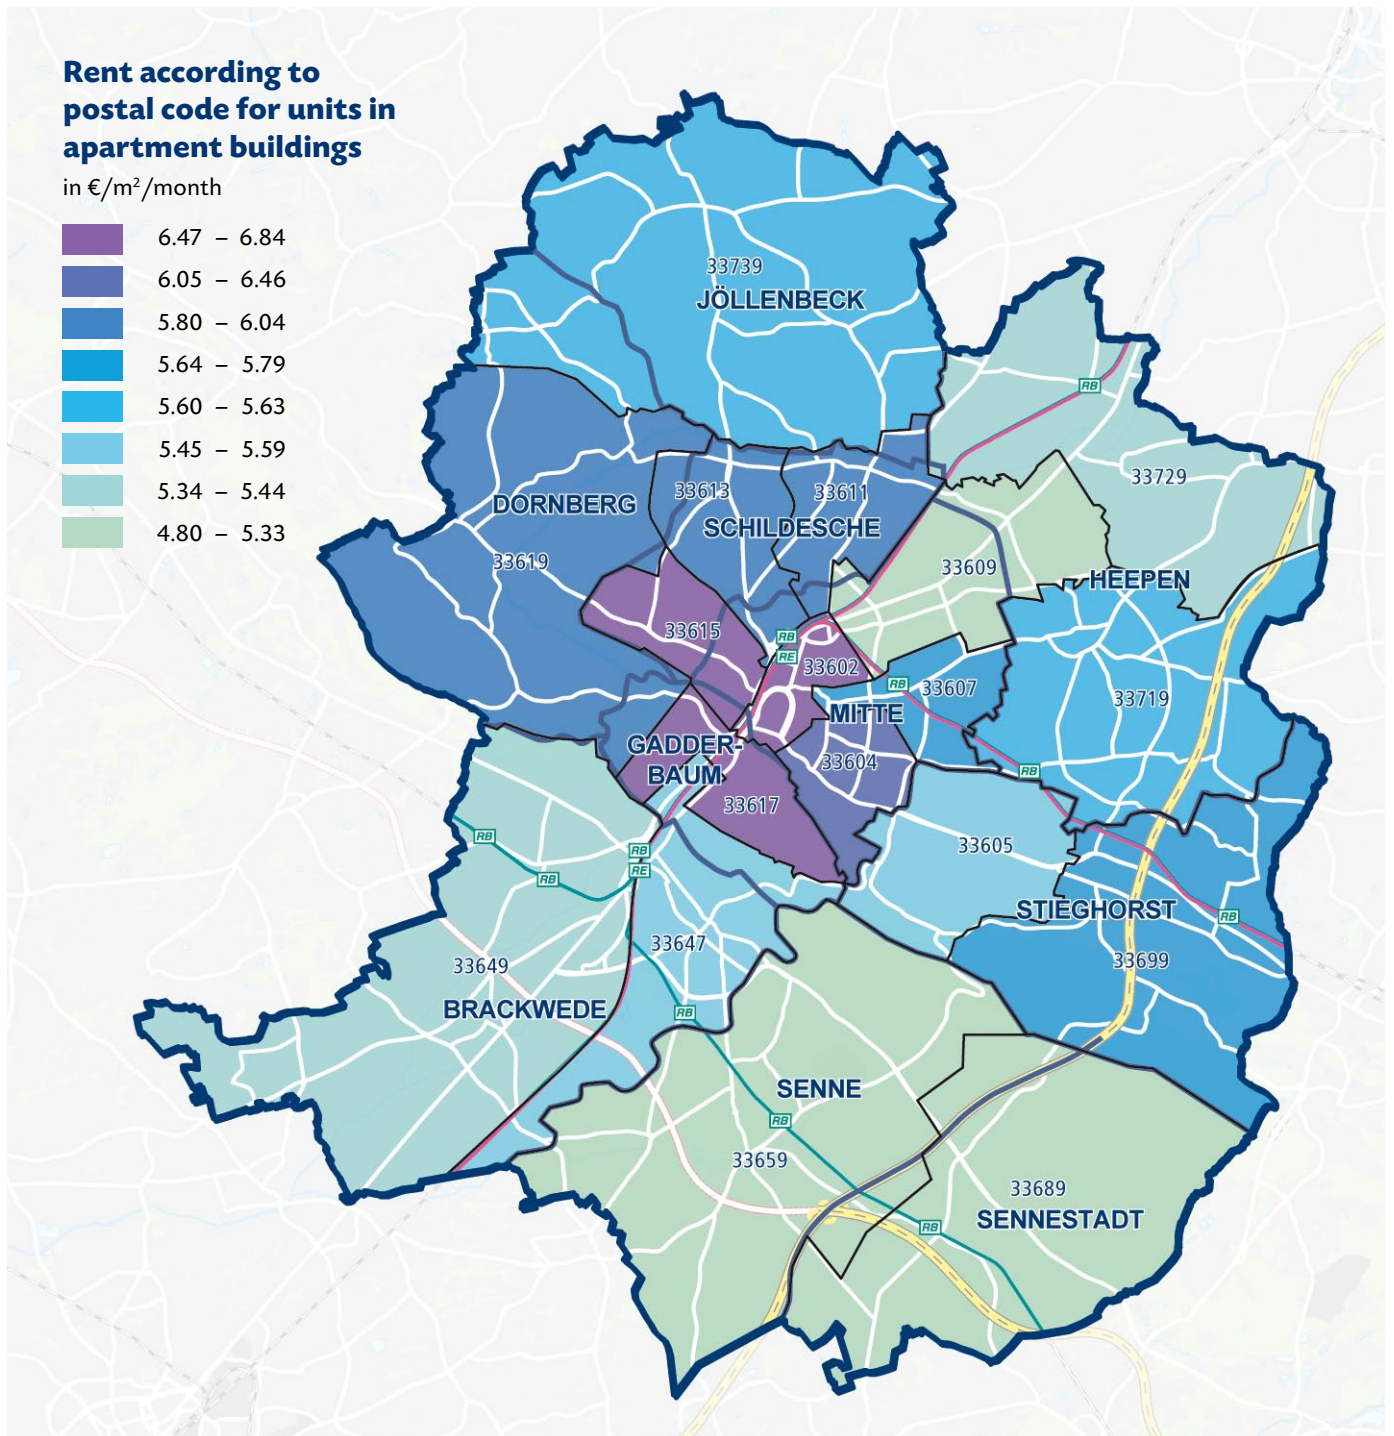 Rent according to
postal code for units in
apartment buildings
in €/m²/month
6.47 – 6.84
6.05 – 6.46
5.80 – 6.04
5.64 – 5.79
5.60 – 5.63
5.45 – 5.59
5.34 – 5.44
4.80 – 5.33
33739
JÖLLENBECK
RB
33729
33613
33611
DORNBERG
SCHILDESCHE
33619
33609
HEEPEN
33615
RB
RE
33602
RB
33607
33719
MITTE
GADDER-
BAUM
33604
RB
33617
RB
RB
RE
RB
33605
STIEGHORST
RB
33647
33649
33699
BRACKWEDE
RB
SENNE
RB
33659
33689
SENNESTADT
RB